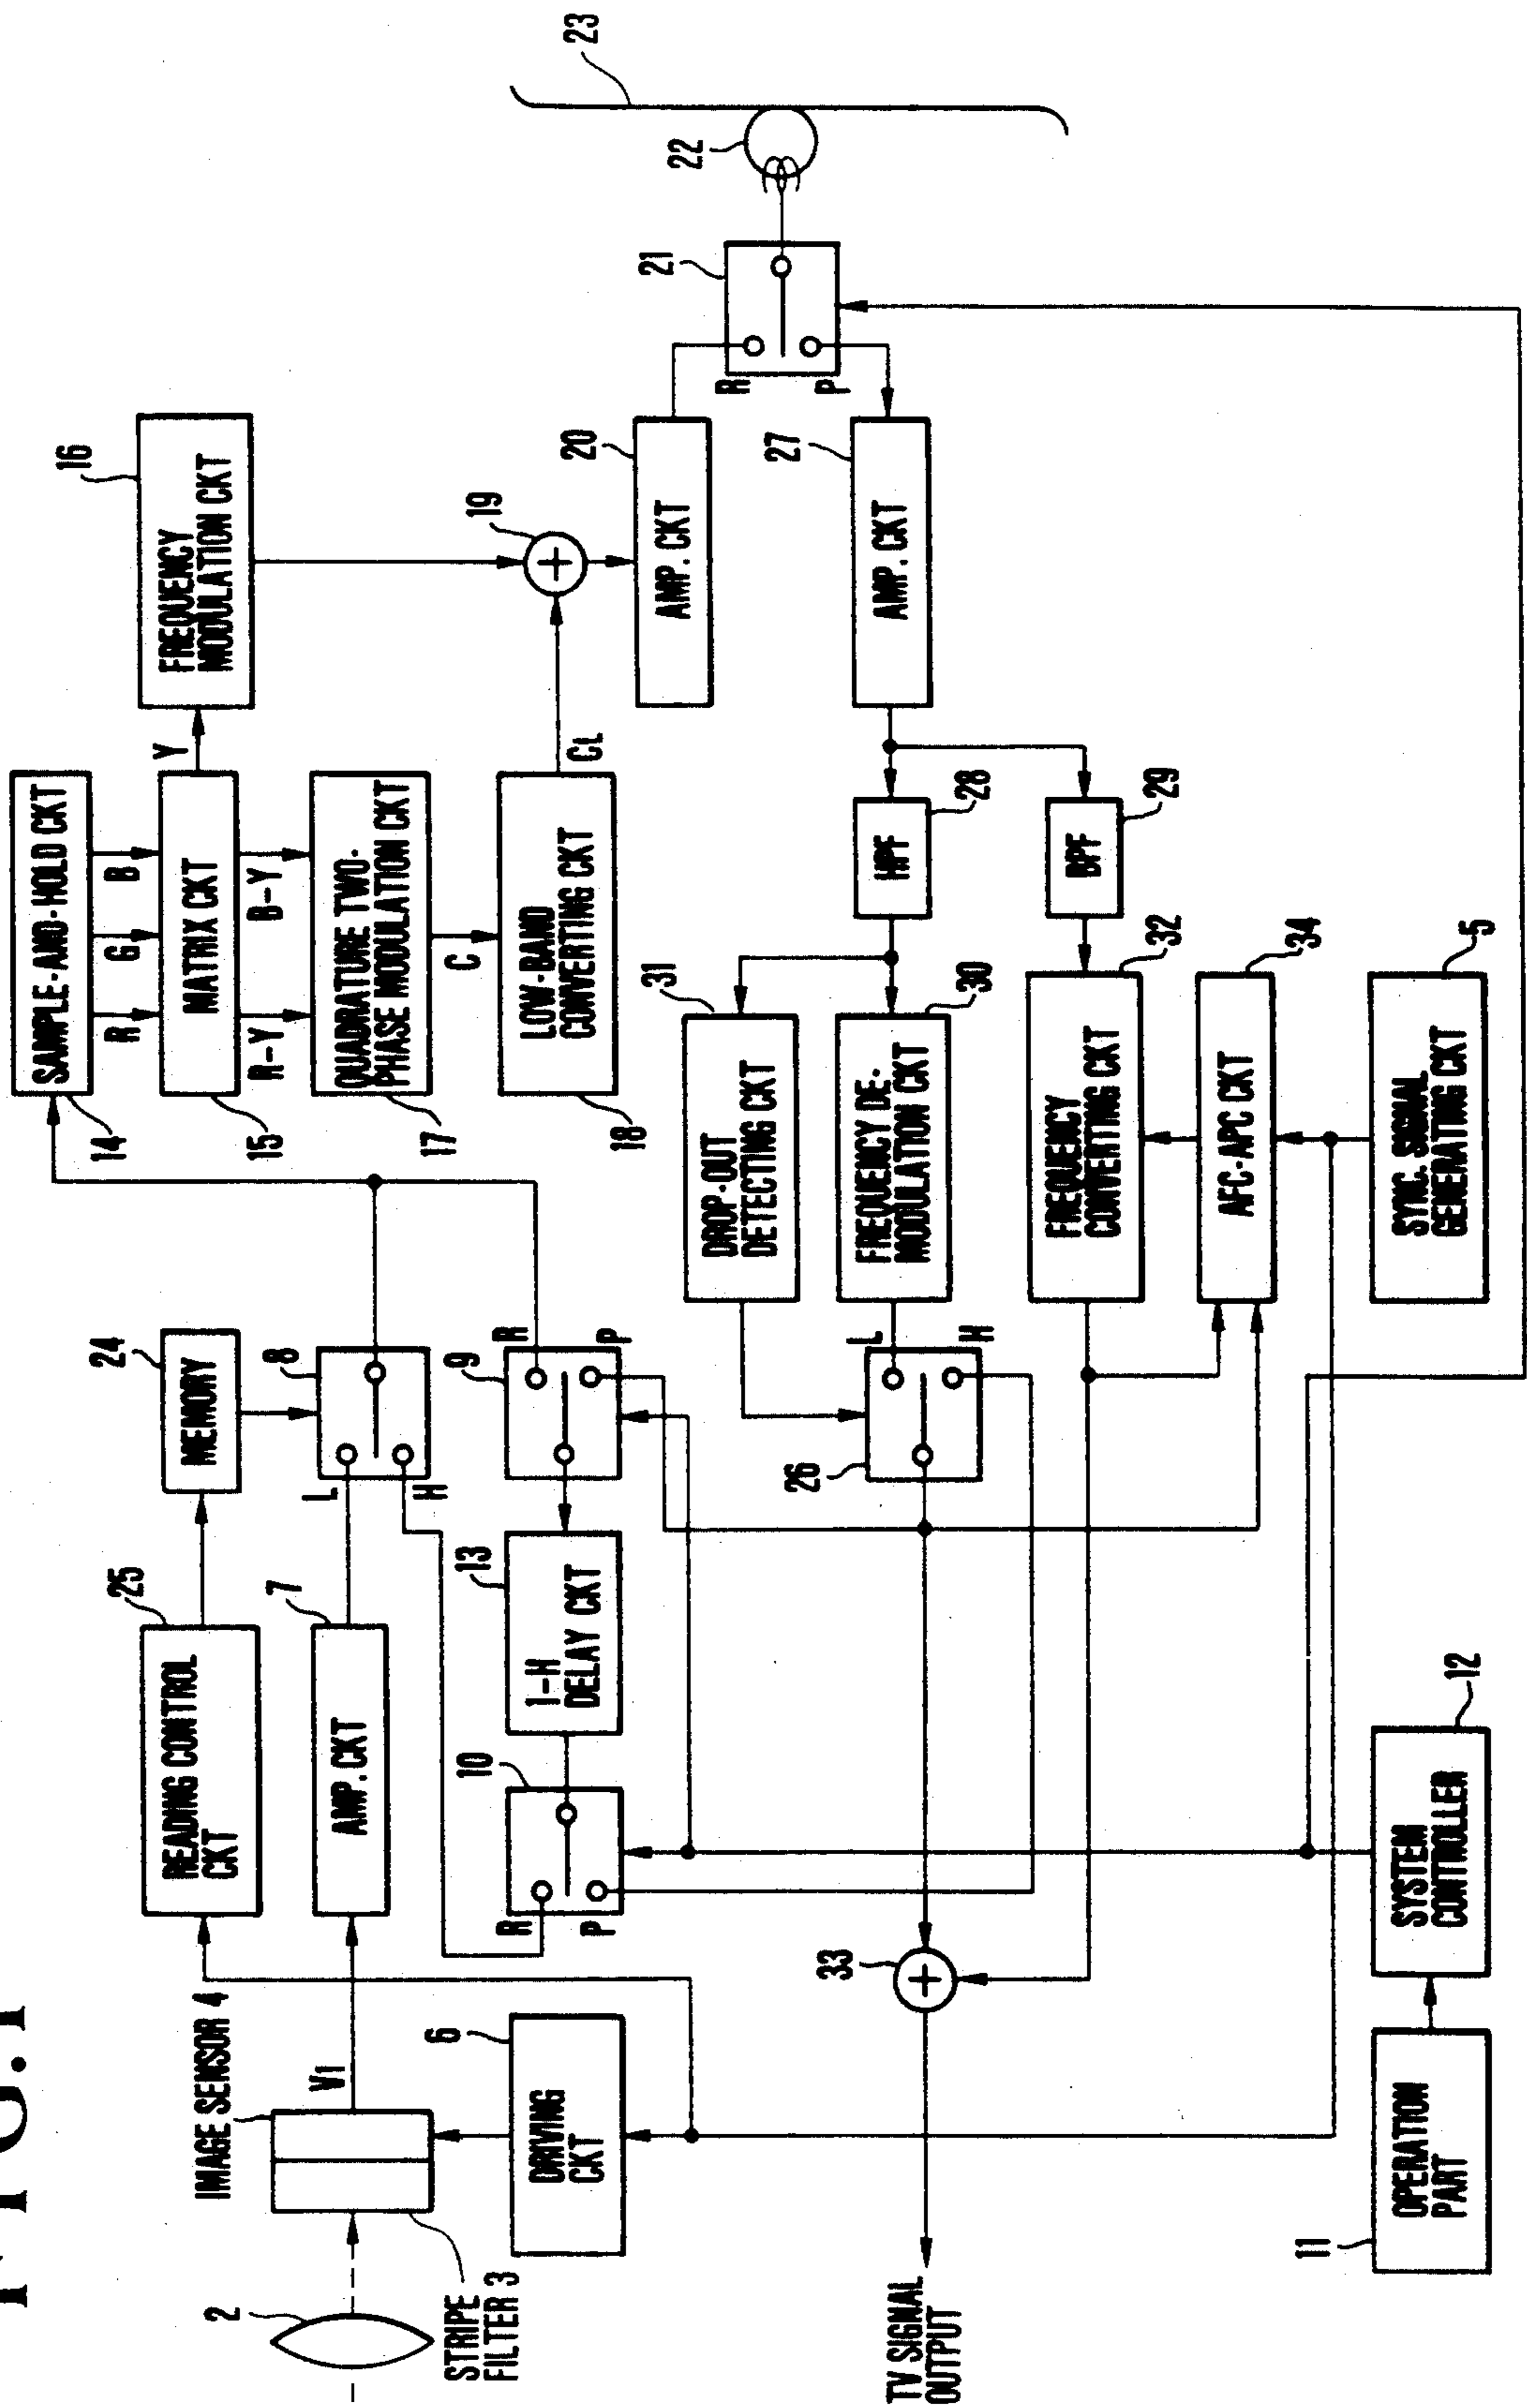 FIG. 1
2
STRIPE
FILTER 3
IMAGE SENSOR 4
V1
6
DRIVING
CKT
25
READING CONTROL
CKT
7
AMP. CKT
24
MEMORY
8
L
H
10
R
P
13
1-H
DELAY CKT
9
R
P
14
SAMPLE-AND-HOLD CKT
R
G
B
15
MATRIX CKT
Y
R-Y
B-Y
16
FREQUENCY
MODULATION CKT
17
QUADRATURE TWO-
PHASE MODULATION CKT
C
18
LOW-BAND
CONVERTING CKT
CL
19
+
20
AMP. CKT
21
R
P
22
23
27
AMP. CKT
28
HPF
29
BPF
31
DROP-OUT
DETECTING CKT
30
FREQUENCY DE-
MODULATION CKT
26
L
H
32
FREQUENCY
CONVERTING CKT
34
AFC-APC CKT
5
SYNC. SIGNAL
GENERATING CKT
33
+
TV SIGNAL
OUTPUT
11
OPERATION
PART
12
SYSTEM
CONTROLLER